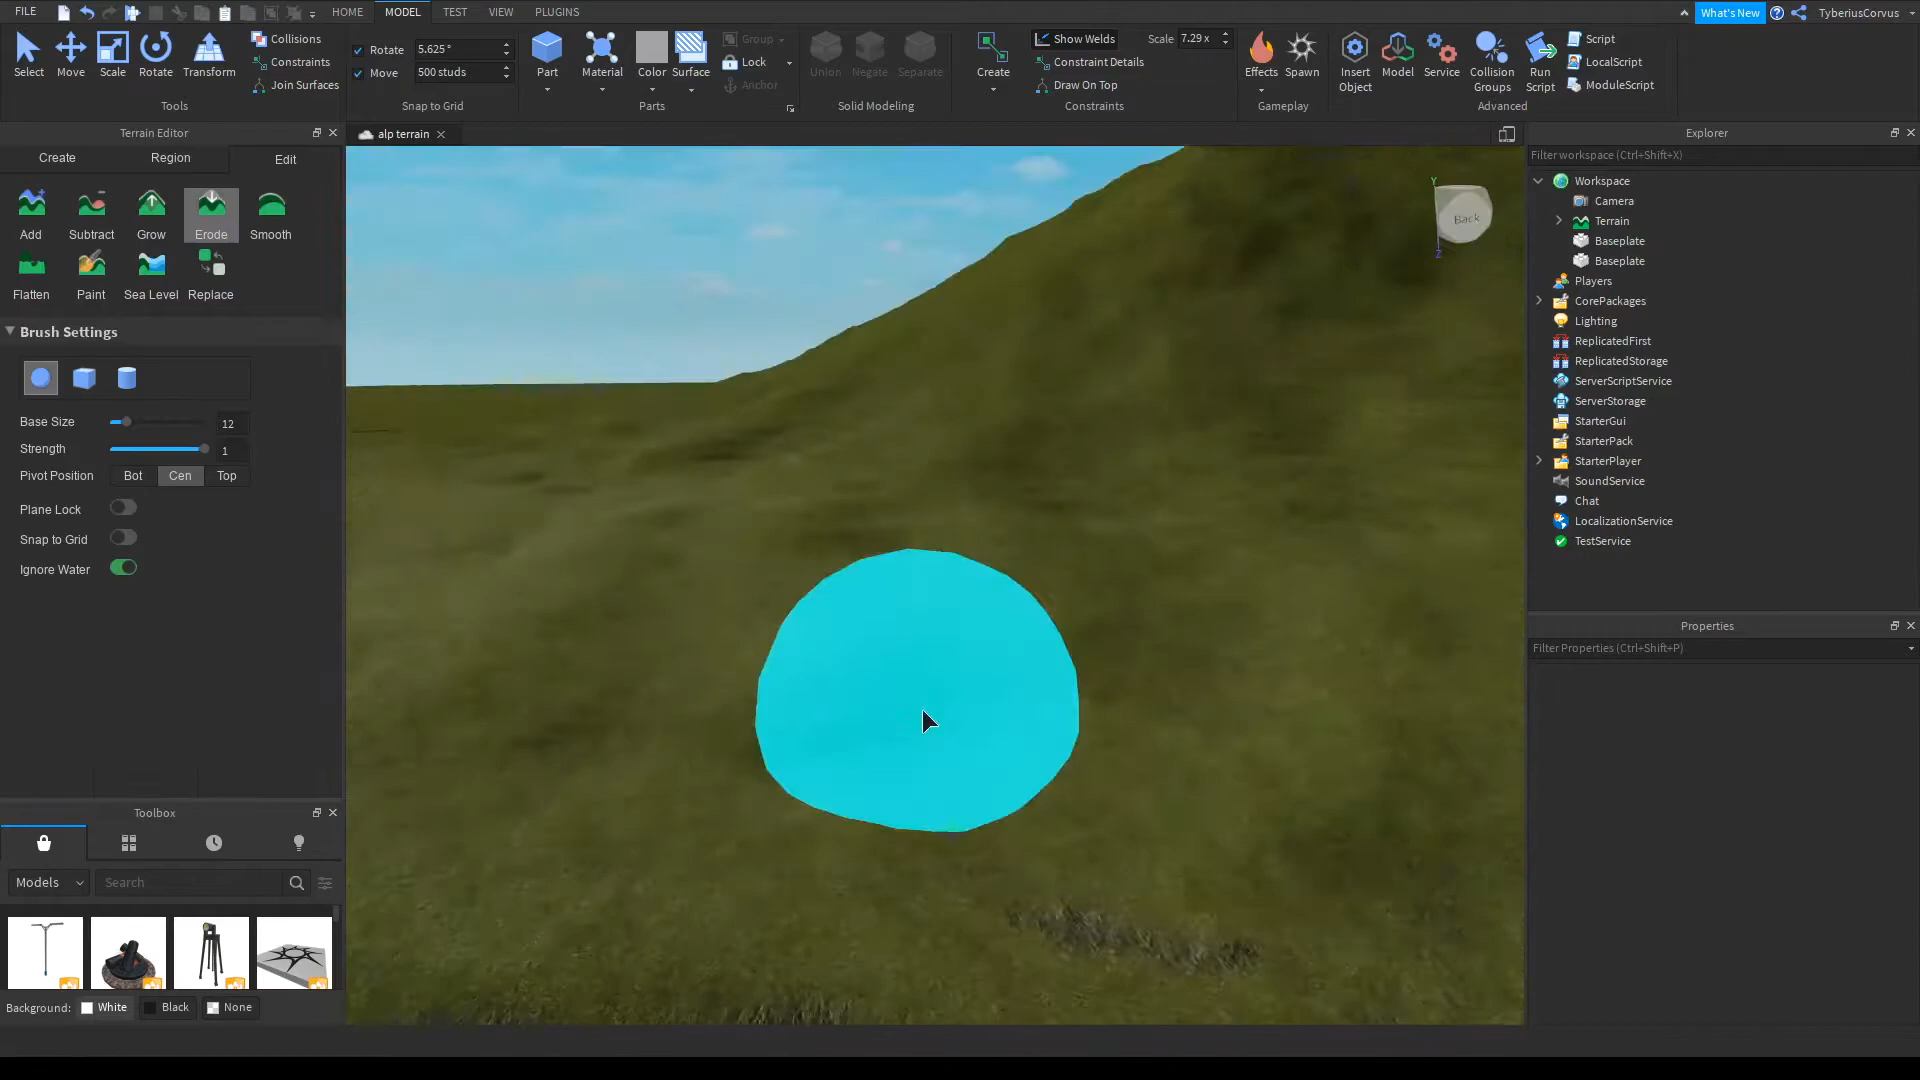 FILE HOME MODEL TEST VIEW PLUGINS What's New TyberiusCorvus
Select Move Scale Rotate Transform Collisions Constraints Join Surfaces
Tools
Rotate 5.625 °
Move 500 studs
Snap to Grid
Part Material Color Surface Group Lock Anchor
Parts
Union Negate Separate
Solid Modeling
Create Show Welds Scale 7.29 x
Constraint Details
Draw On Top
Constraints
Effects Spawn
Gameplay
Insert Object Model Service Collision Groups Run Script Script LocalScript ModuleScript
Advanced
Terrain Editor
Create Region Edit
Add Subtract Grow Erode Smooth
Flatten Paint Sea Level Replace
Brush Settings
Base Size 12
Strength 1
Pivot Position Bot Cen Top
Plane Lock
Snap to Grid
Ignore Water
Toolbox
Models Search
Background: White Black None
alp terrain
Back
Y
Z
Explorer
Filter workspace (Ctrl+Shift+X)
Workspace
Camera
Terrain
Baseplate
Baseplate
Players
CorePackages
Lighting
ReplicatedFirst
ReplicatedStorage
ServerScriptService
ServerStorage
StarterGui
StarterPack
StarterPlayer
SoundService
Chat
LocalizationService
TestService
Properties
Filter Properties (Ctrl+Shift+P)